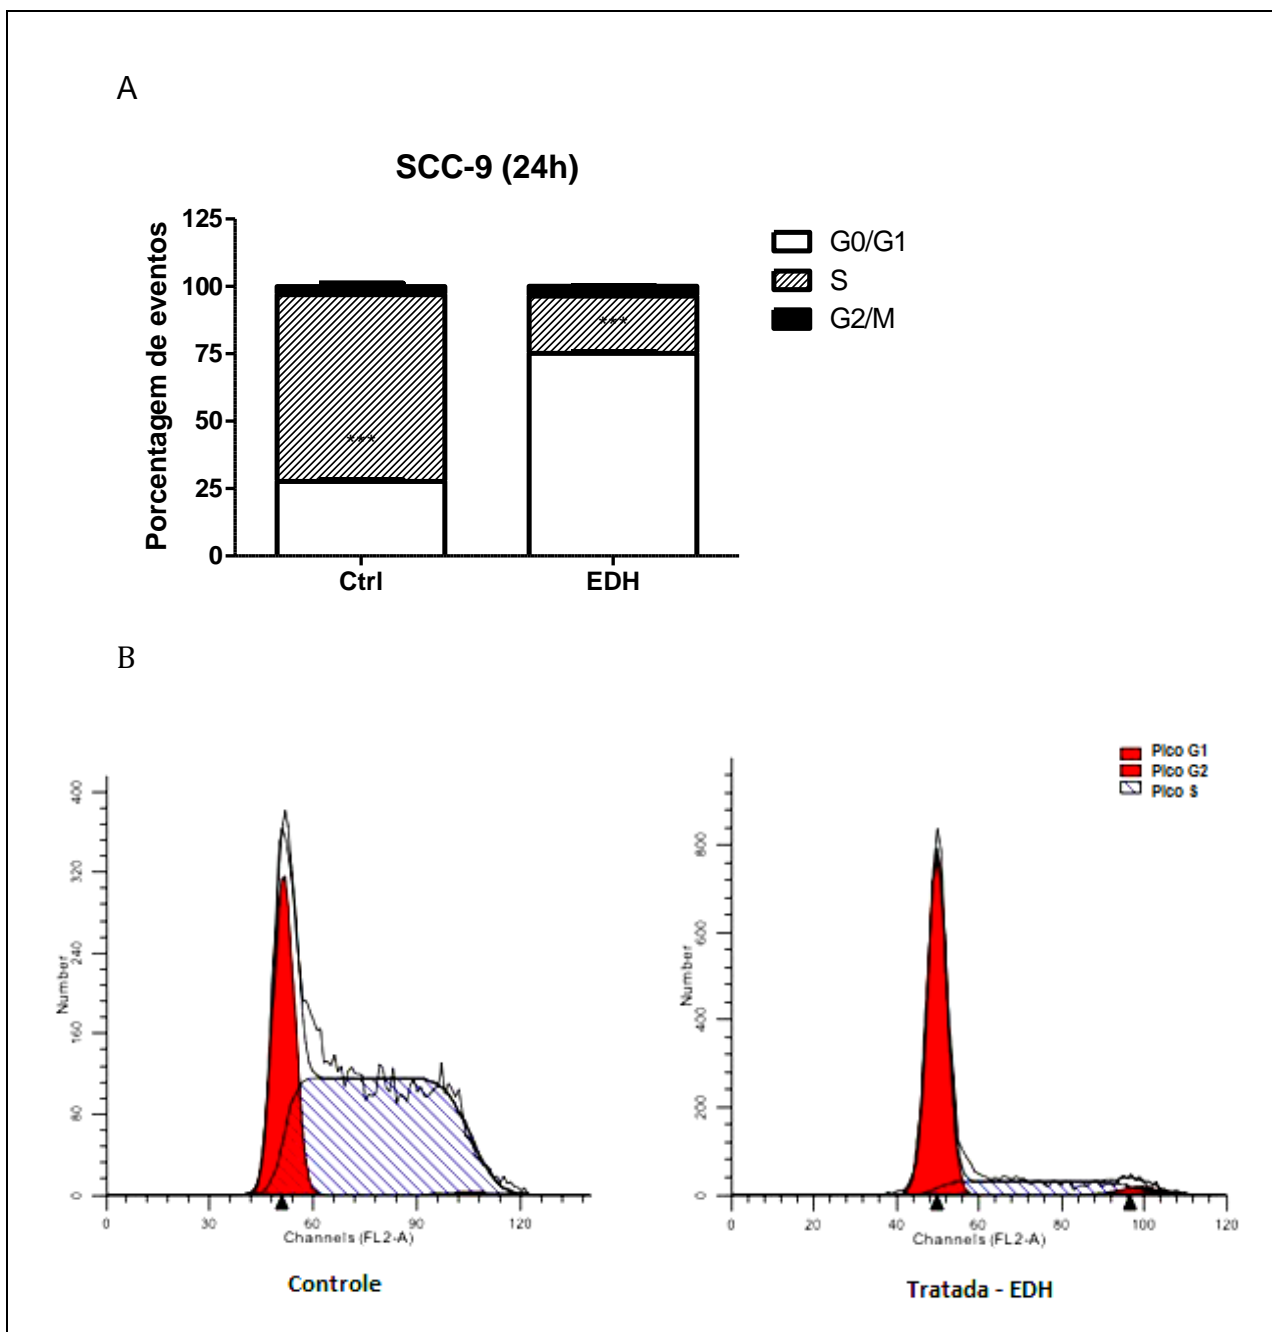 A
SCC-9 (24h)
Porcentagem de eventos
125
100
75
50
25
0
***
***
Ctrl
EDH
G0/G1
S
G2/M
B
Number
400
320
240
160
80
0
0
30
60
90
120
Channels (FL2-A)
Controle
Pico G1
Pico G2
Pico S
Number
800
600
400
200
0
0
20
40
60
80
100
120
Channels (FL2-A)
Tratada - EDH